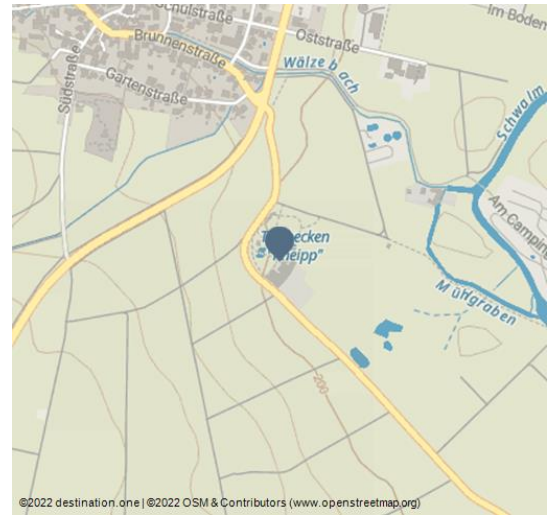 Schulstraße
Im Boden
Oststraße
Brunnenstraße
Wälzebach
Gartenstraße
Südstraße
Schwalm
Am Camping
Kneipp"
Mühlgraben
200
©2022 destination.one | ©2022 OSM & Contributors (www.openstreetmap.org)